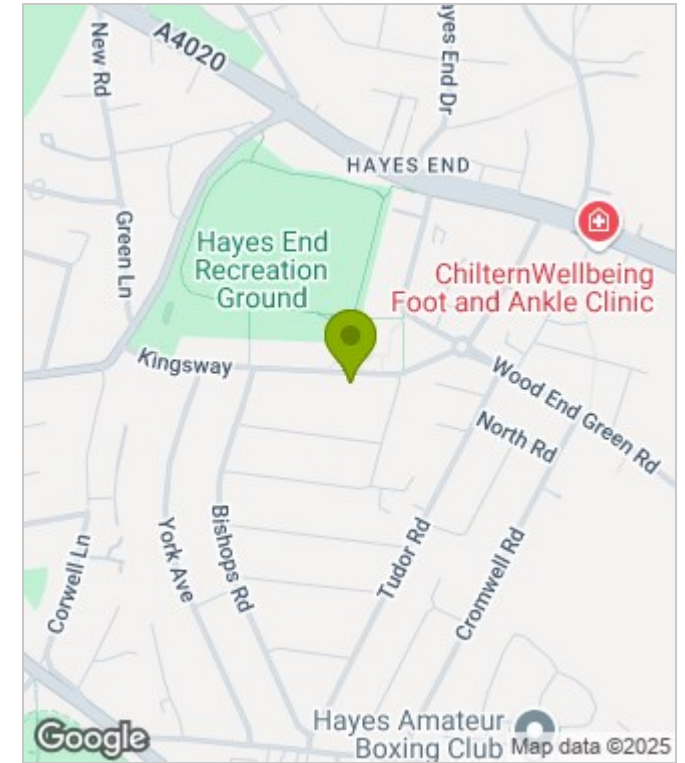 A4020
New Rd
ayes End Dr
HAYES END
Green Ln
Hayes End
Recreation
Ground
ChilternWellbeing
Foot and Ankle Clinic
Kingsway
Wood End Green Rd
North Rd
York Ave
Bishops Rd
Tudor Rd
Cromwell Rd
Corwell Ln
Hayes Amateur
Boxing Club
Google
Map data ©2025